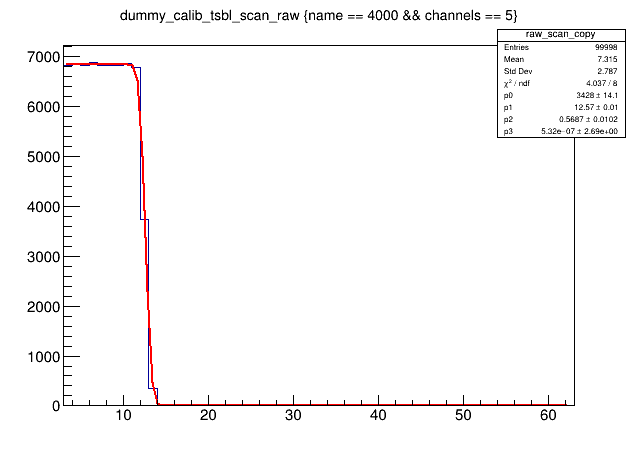 dummy_calib_tsbl_scan_raw {name == 4000 && channels == 5}
raw_scan_copy
Entries 99998
Mean 7.315
Std Dev 2.787
χ² / ndf 4.037 / 8
p0 3428 ± 14.1
p1 12.57 ± 0.01
p2 0.5687 ± 0.0102
p3 5.32e−07 ± 2.69e+00
7000
6000
5000
4000
3000
2000
1000
0
10 20 30 40 50 60